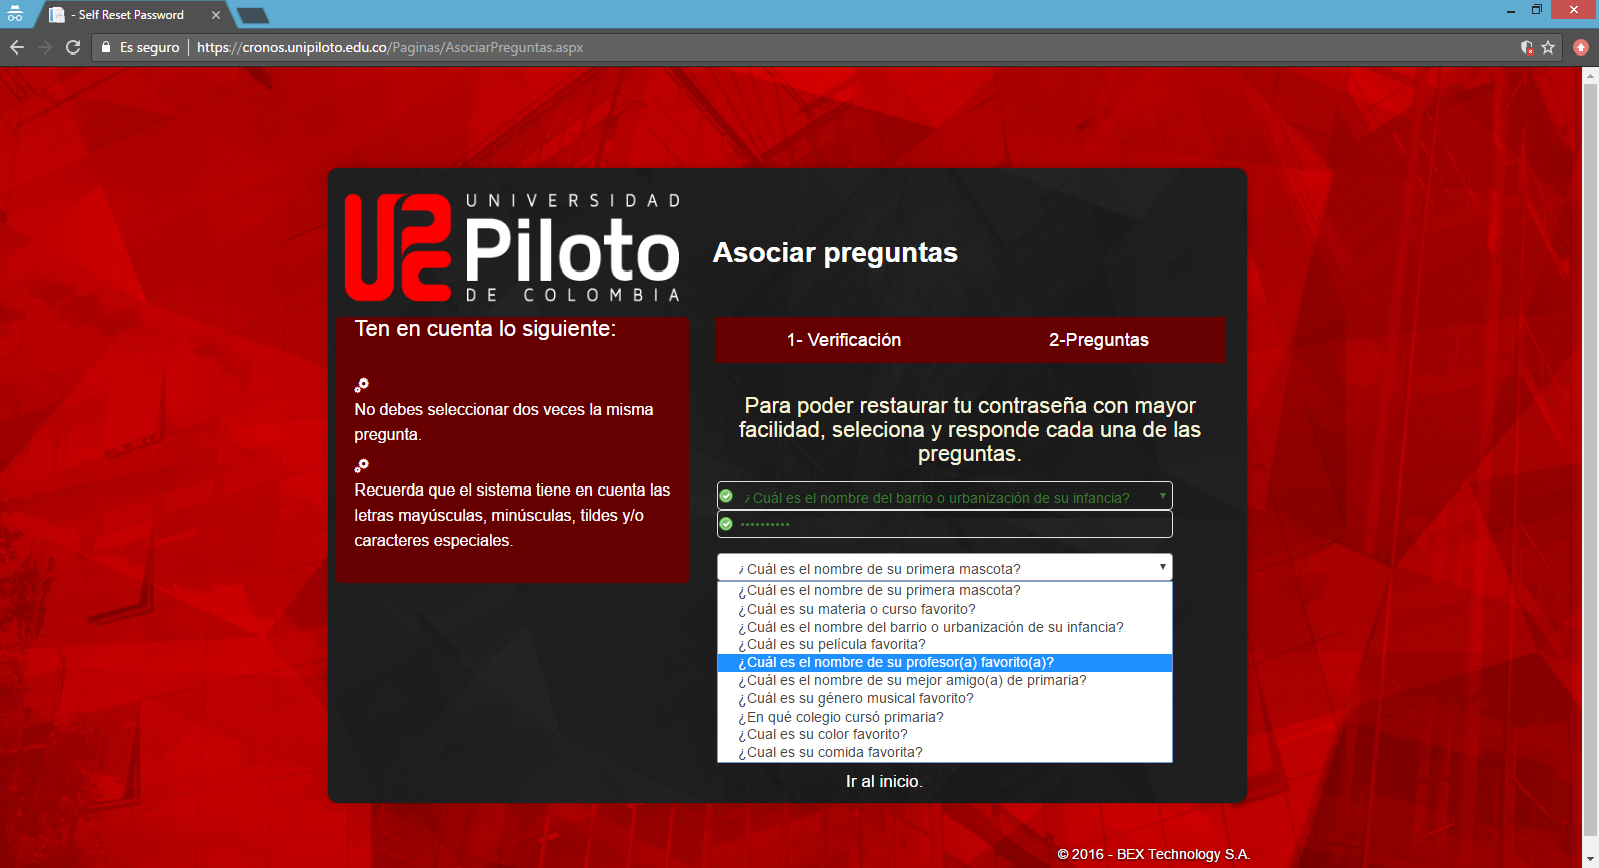 - Self Reset Password
Es seguro
https://cronos.unipiloto.edu.co/Paginas/AsociarPreguntas.aspx
UNIVERSIDAD
Piloto
DE COLOMBIA
Asociar preguntas
Ten en cuenta lo siguiente:
No debes seleccionar dos veces la misma
pregunta.
Recuerda que el sistema tiene en cuenta las
letras mayúsculas, minúsculas, tildes y/o
caracteres especiales.
1- Verificación
2-Preguntas
Para poder restaurar tu contraseña con mayor
facilidad, seleciona y responde cada una de las
preguntas.
¿Cuál es el nombre del barrio o urbanización de su infancia?
••••••••••
¿Cuál es el nombre de su primera mascota?
¿Cuál es el nombre de su primera mascota?
¿Cuál es su materia o curso favorito?
¿Cuál es el nombre del barrio o urbanización de su infancia?
¿Cuál es su película favorita?
¿Cuál es el nombre de su profesor(a) favorito(a)?
¿Cuál es el nombre de su mejor amigo(a) de primaria?
¿Cuál es su género musical favorito?
¿En qué colegio cursó primaria?
¿Cual es su color favorito?
¿Cual es su comida favorita?
Ir al inicio.
© 2016 - BEX Technology S.A.